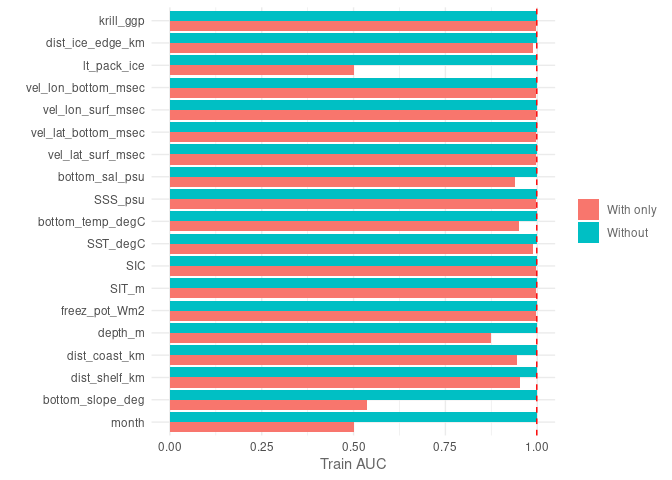 krill_ggp
dist_ice_edge_km
lt_pack_ice
vel_lon_bottom_msec
vel_lon_surf_msec
vel_lat_bottom_msec
vel_lat_surf_msec
bottom_sal_psu
SSS_psu
bottom_temp_degC
SST_degC
SIC
SIT_m
freez_pot_Wm2
depth_m
dist_coast_km
dist_shelf_km
bottom_slope_deg
month
0.00 0.25 0.50 0.75 1.00
Train AUC
With only
Without